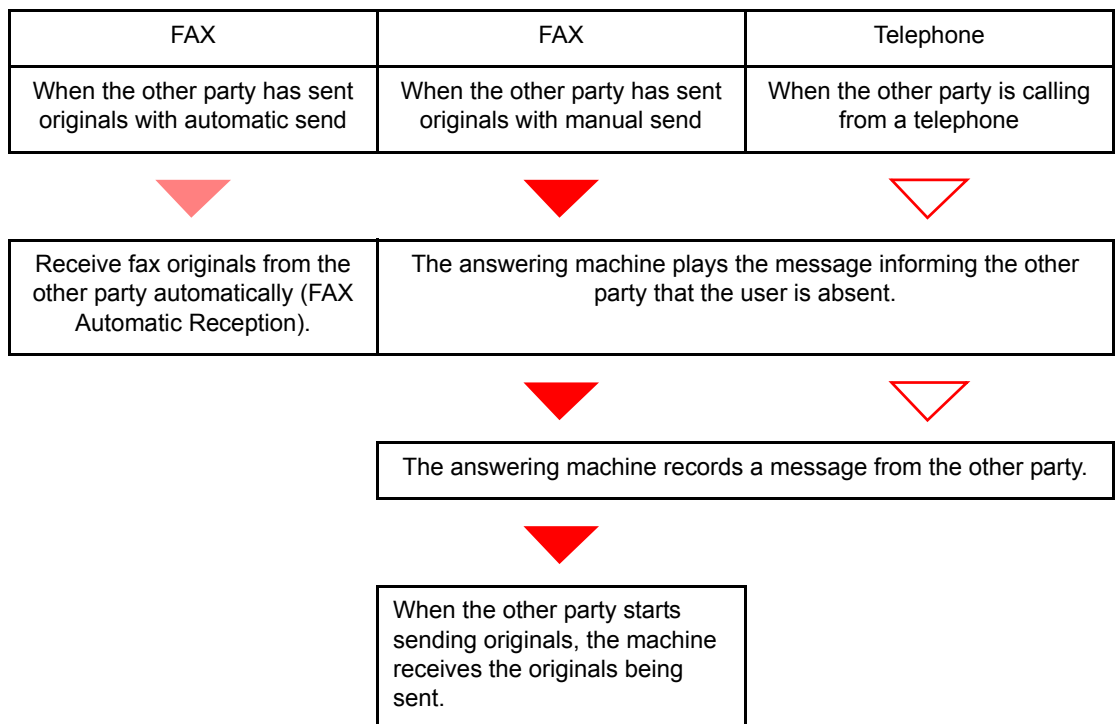 FAX
FAX
Telephone
When the other party has sent
originals with automatic send
When the other party has sent
originals with manual send
When the other party is calling
from a telephone
Receive fax originals from the
other party automatically (FAX
Automatic Reception).
The answering machine plays the message informing the other
party that the user is absent.
The answering machine records a message from the other party.
When the other party starts
sending originals, the machine
receives the originals being
sent.